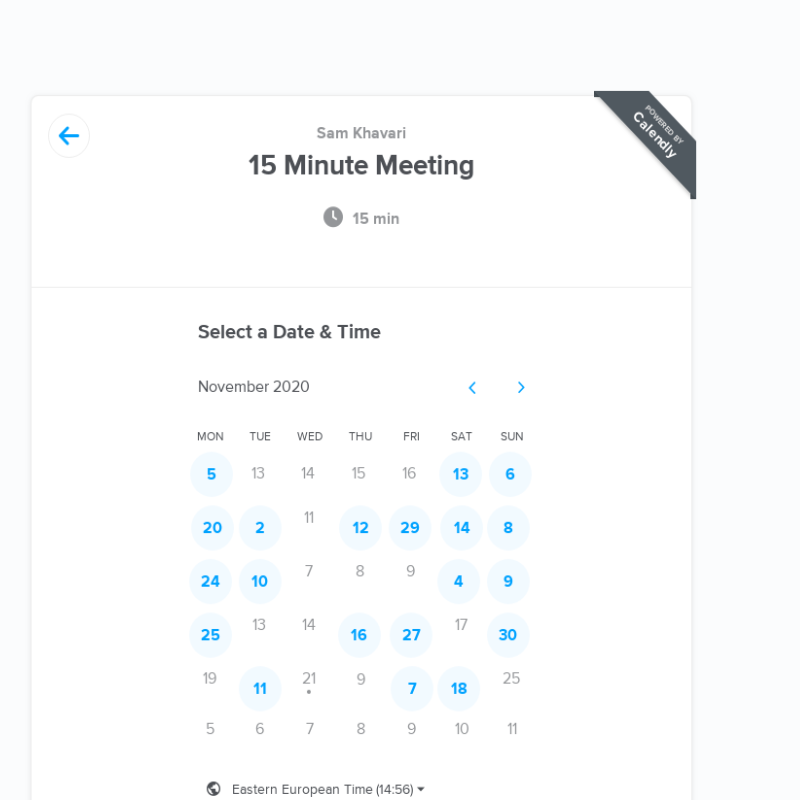 POWERED BY
Calendly
Sam Khavari
15 Minute Meeting
15 min
Select a Date & Time
November 2020
MON TUE WED THU FRI SAT SUN
5 13 14 15 16 13 6
20 2 11 12 29 14 8
24 10 7 8 9 4 9
25 13 14 16 27 17 30
19 11 21 9 7 18 25
5 6 7 8 9 10 11
Eastern European Time (14:56)